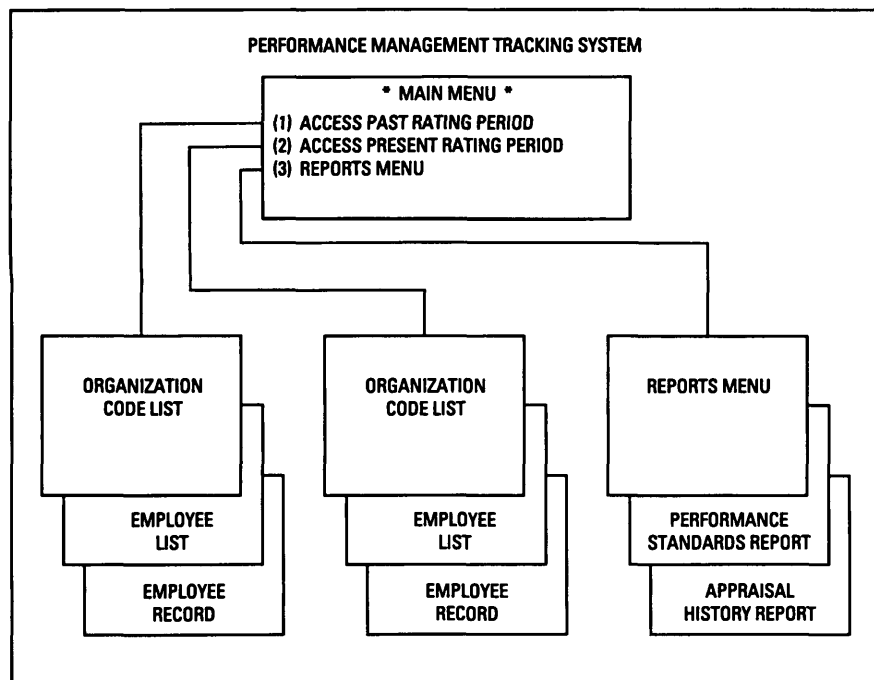 PERFORMANCE MANAGEMENT TRACKING SYSTEM
* MAIN MENU *
(1) ACCESS PAST RATING PERIOD
(2) ACCESS PRESENT RATING PERIOD
(3) REPORTS MENU
ORGANIZATION
CODE LIST
EMPLOYEE
LIST
EMPLOYEE
RECORD
ORGANIZATION
CODE LIST
EMPLOYEE
LIST
EMPLOYEE
RECORD
REPORTS MENU
PERFORMANCE
STANDARDS REPORT
APPRAISAL
HISTORY REPORT